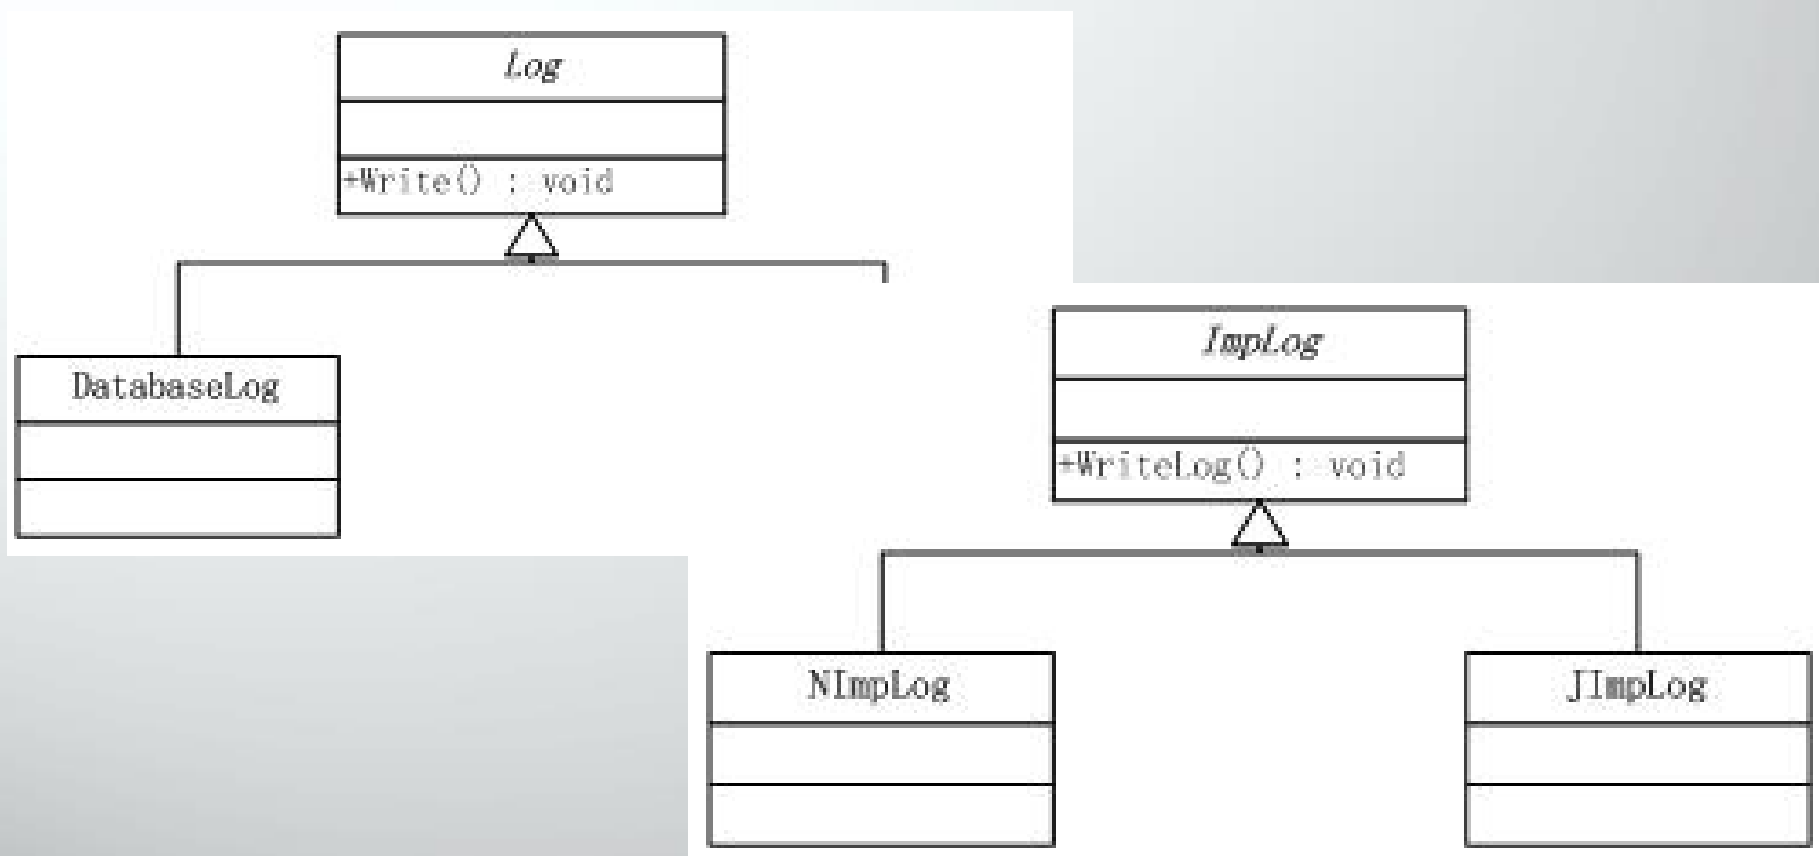 Log
+Write() : void
DatabaseLog
ImpLog
+WriteLog() : void
NImpLog
JImpLog